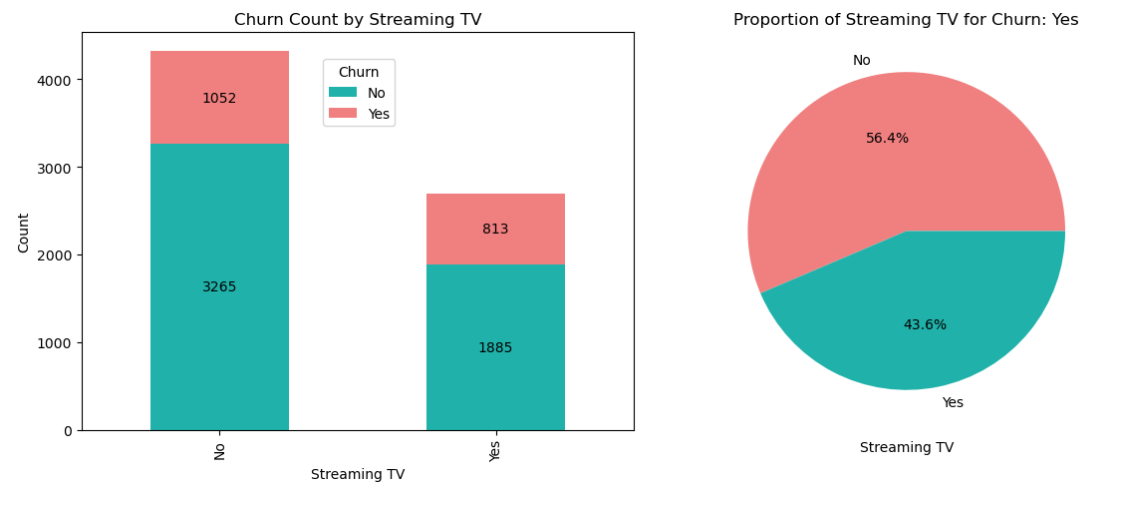 Churn Count by Streaming TV
Count
4000
3000
2000
1000
0
1052
3265
813
1885
Churn
No
Yes
No
Yes
Streaming TV
Proportion of Streaming TV for Churn: Yes
No
56.4%
43.6%
Yes
Streaming TV